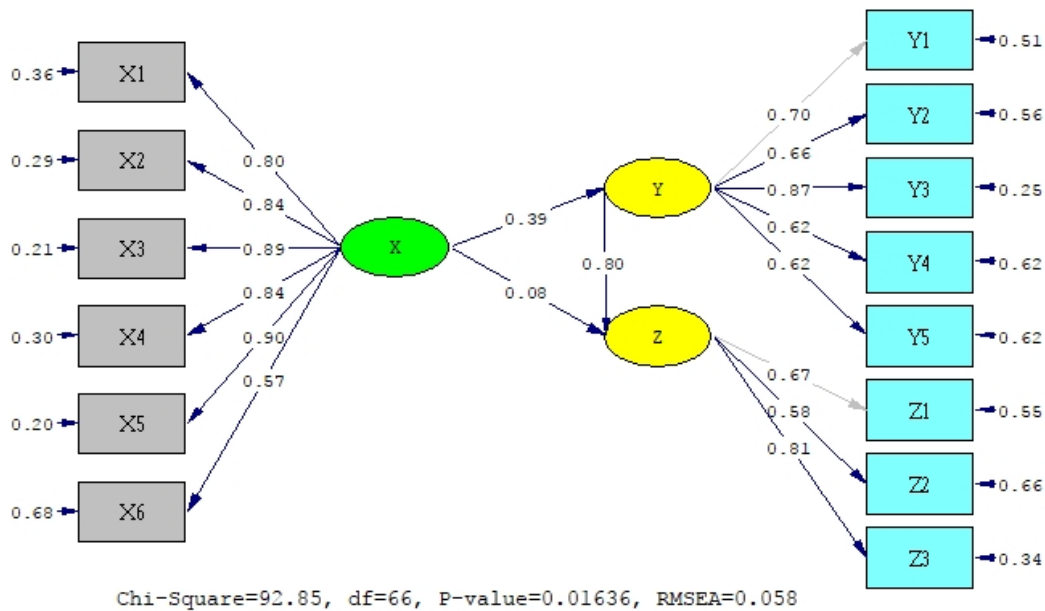 0.36 X1
0.29 X2
0.21 X3
0.30 X4
0.20 X5
0.68 X6
0.80
0.84
0.89
0.84
0.90
0.57
X
0.39
0.08
Y
0.80
Z
0.70
0.66
0.87
0.62
0.62
0.67
0.58
0.81
Y1 0.51
Y2 0.56
Y3 0.25
Y4 0.62
Y5 0.62
Z1 0.55
Z2 0.66
Z3 0.34
Chi-Square=92.85, df=66, P-value=0.01636, RMSEA=0.058